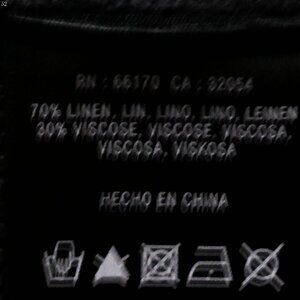 RN : 66170 CA : 32054
70% LINEN, LIN, LINO, LINO, LEINEN
30% VISCOSE, VISCOSE, VISCOSA,
VISCOSA, VISKOSA
HECHO EN CHINA